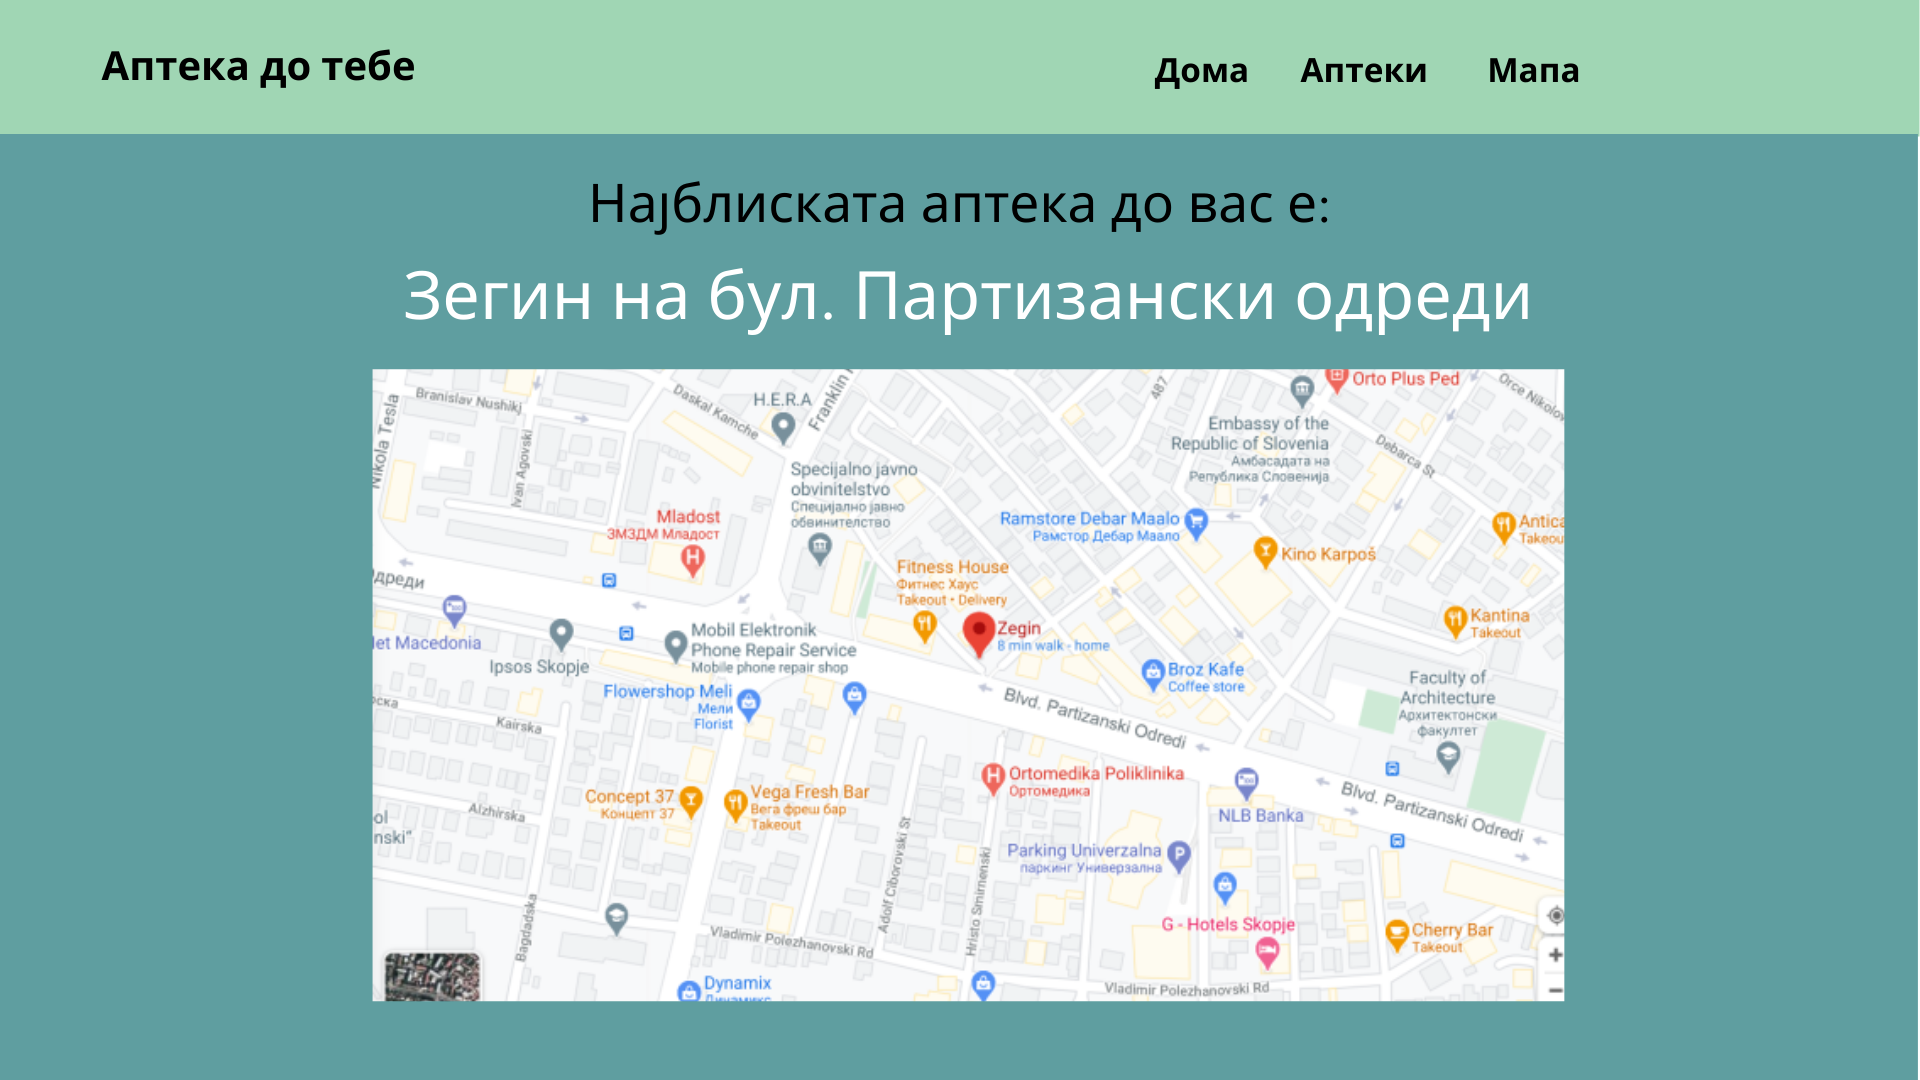 Аптека до тебе
Дома Аптеки Мапа
Најблиската аптека до вас е:
Зегин на бул. Партизански одреди
Orto Plus Ped
Orce Nikolov
Branislav Nushikj
Nikola Tesla
Ivan Agovski
Daskal Kamche
H.E.R.A
Franklin
487
Embassy of the
Republic of Slovenia
Амбасадата на
Република Словенија
Debarca St
Specijalno javno
obvinitelstvo
Специјално јавно
обвинителство
Mladost
ЗМЗДМ Младост
Ramstore Debar Maalo
Рамстор Дебар Маало
Kino Karpoš
Antica
Takeou
Fitness House
Фитнес Хаус
Takeout • Delivery
Одреди
Zegin
8 min walk - home
Kantina
Takeout
Mobil Elektronik
Phone Repair Service
Mobile phone repair shop
let Macedonia
Ipsos Skopje
Broz Kafe
Coffee store
Faculty of
Architecture
Архитектонски
факултет
Flowershop Meli
Мели
Florist
Blvd. Partizanski Odredi
оска
Kairska
Ortomedika Poliklinika
Ортомедика
Blvd. Partizanski Odredi
Concept 37
Концепт 37
Vega Fresh Bar
Вега фреш бар
Takeout
Alzhirska
NLB Banka
ol
nski"
Adolf Ciborovski St
Hristo Smirnenski
Parking Univerzalna
паркинг Универзална
Bagdadska
G - Hotels Skopje
Cherry Bar
Takeout
Vladimir Polezhanovski Rd
Dynamix
Динамикс
Vladimir Polezhanovski Rd